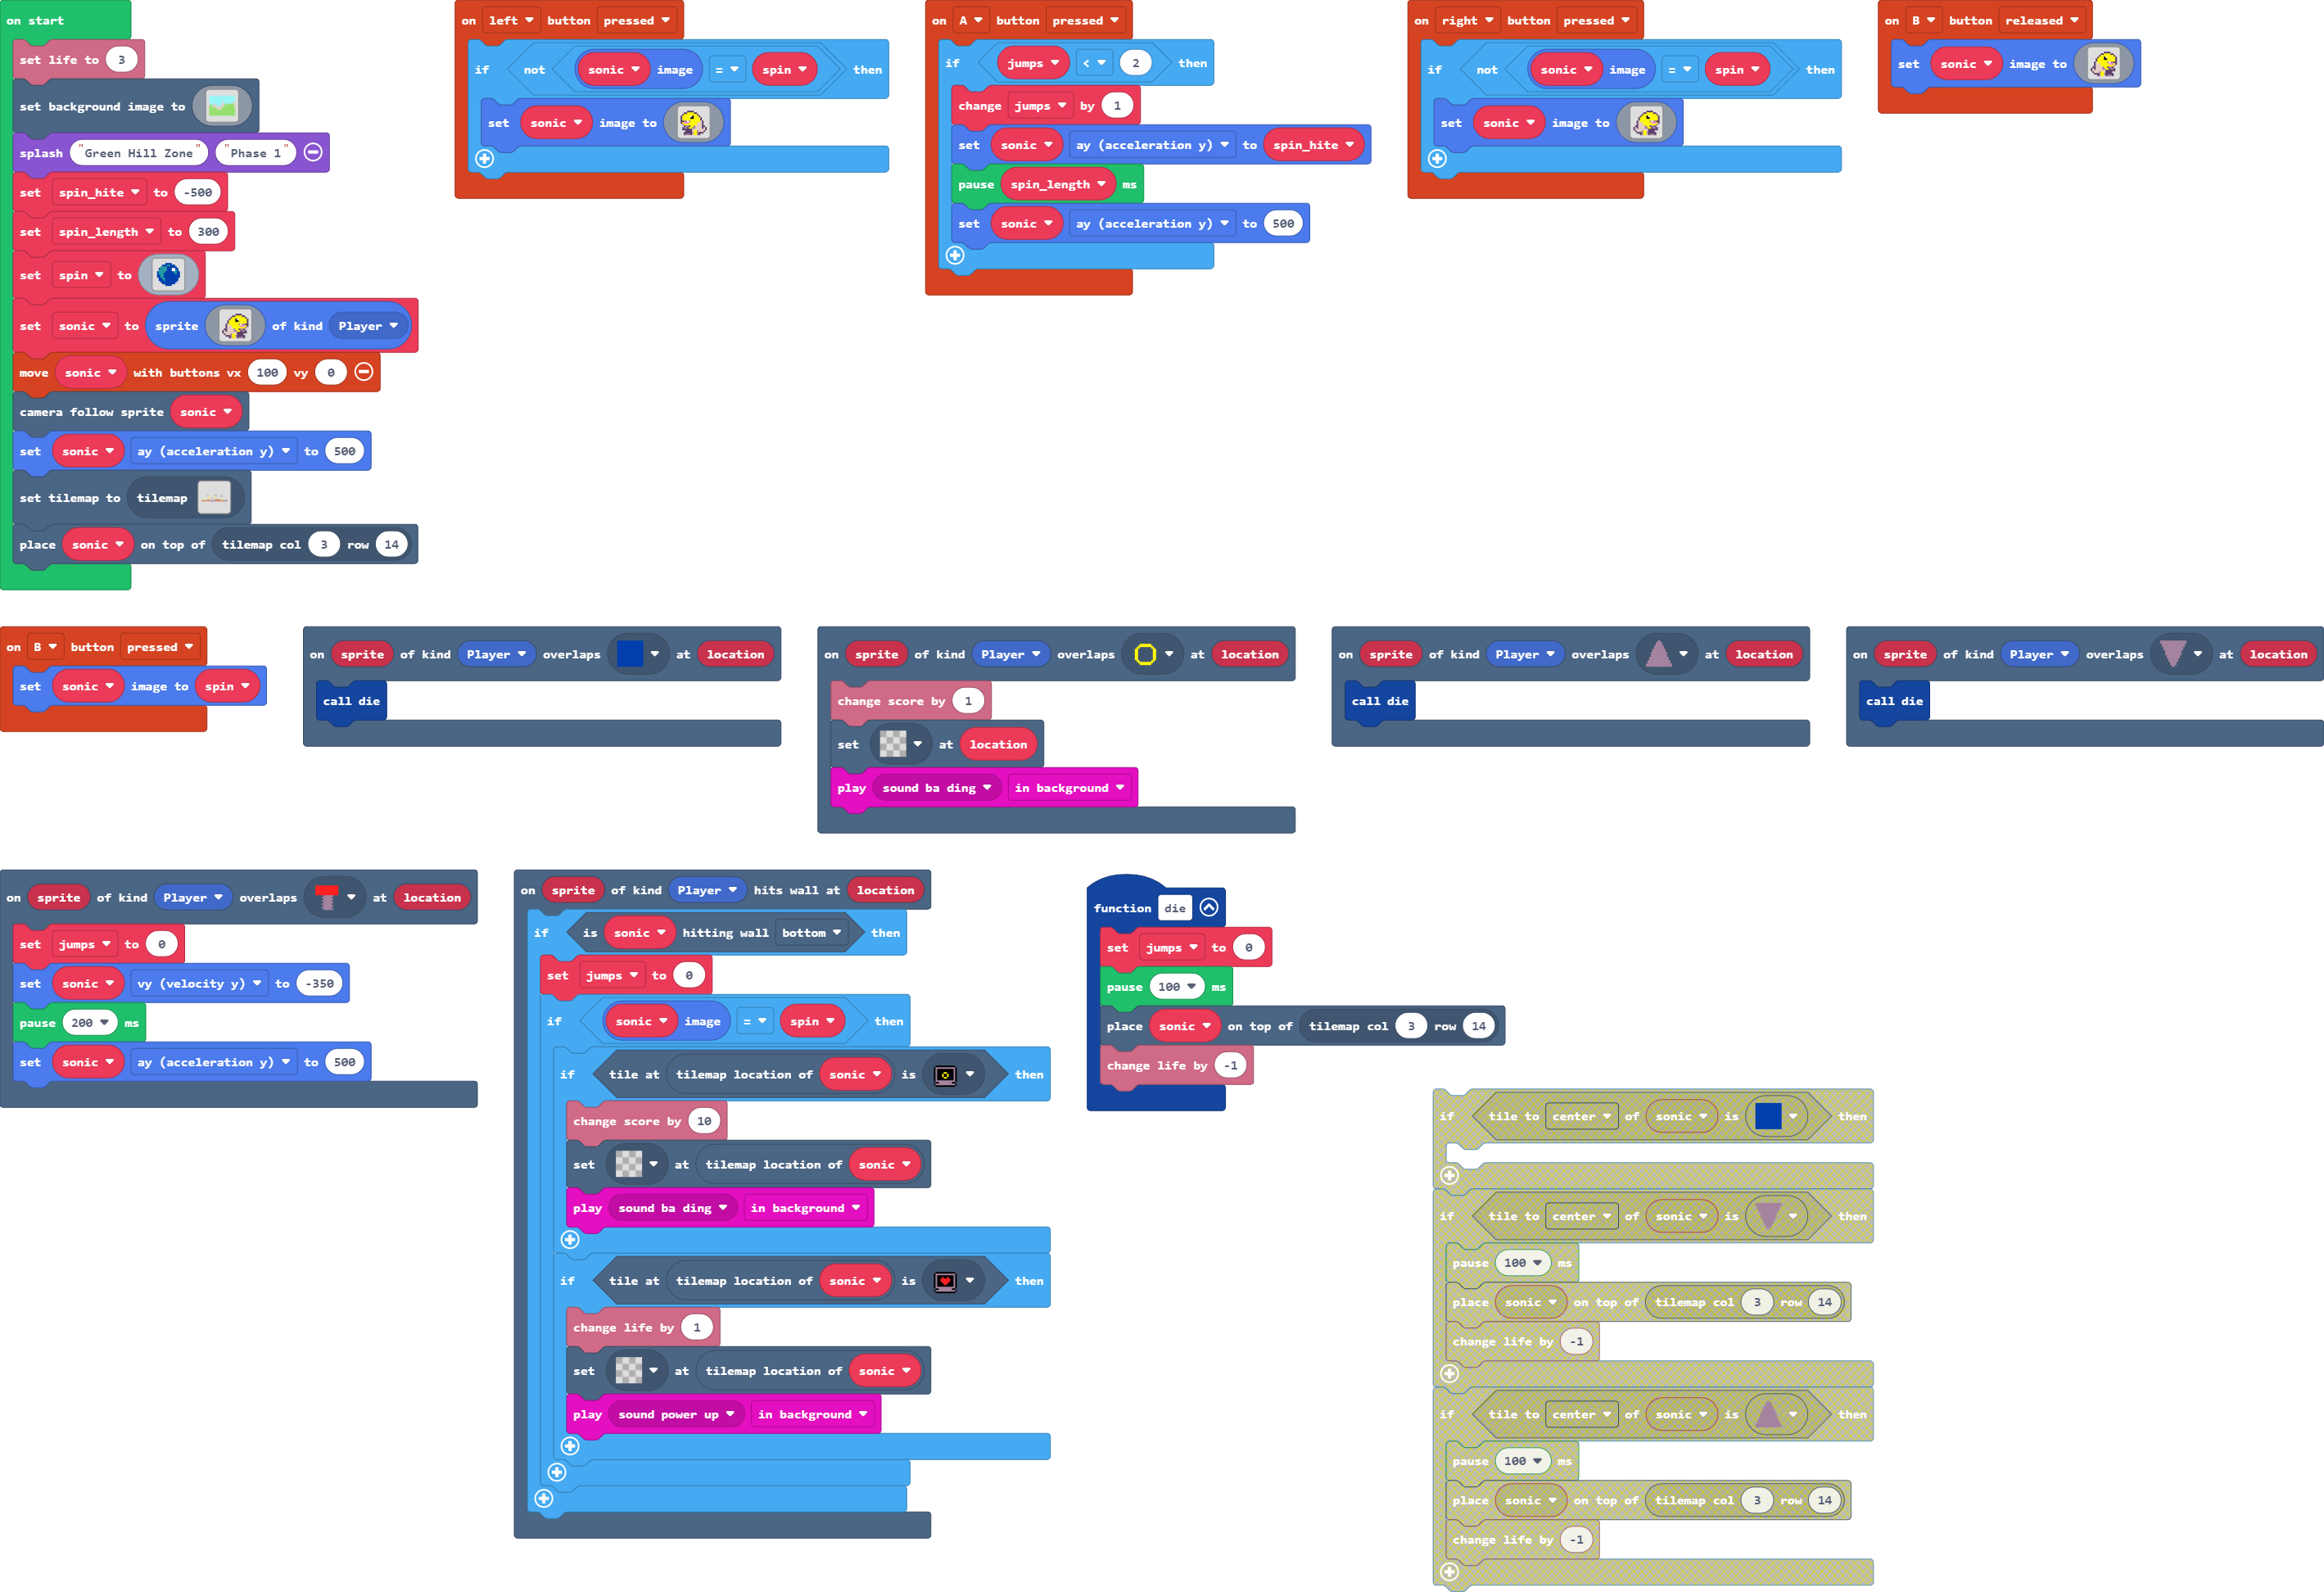 on start
set life to 3
set background image to
splash "Green Hill Zone" "Phase 1"
set spin_hite to -500
set spin_length to 300
set spin to
set sonic to sprite of kind Player
move sonic with buttons vx 100 vy 0
camera follow sprite sonic
set sonic ay (acceleration y) to 500
set tilemap to tilemap
place sonic on top of tilemap col 3 row 14
on left button pressed
if not sonic image = spin then
set sonic image to
on A button pressed
if jumps < 2 then
change jumps by 1
set sonic ay (acceleration y) to spin_hite
pause spin_length ms
set sonic ay (acceleration y) to 500
on right button pressed
if not sonic image = spin then
set sonic image to
on B button released
set sonic image to
on B button pressed
set sonic image to spin
on sprite of kind Player overlaps at location
call die
on sprite of kind Player overlaps at location
change score by 1
set at location
play sound ba ding in background
on sprite of kind Player overlaps at location
call die
on sprite of kind Player overlaps at location
call die
on sprite of kind Player overlaps at location
set jumps to 0
set sonic vy (velocity y) to -350
pause 200 ms
set sonic ay (acceleration y) to 500
on sprite of kind Player hits wall at location
if is sonic hitting wall bottom then
set jumps to 0
if sonic image = spin then
if tile at tilemap location of sonic is then
change score by 10
set at tilemap location of sonic
play sound ba ding in background
if tile at tilemap location of sonic is then
change life by 1
set at tilemap location of sonic
play sound power up in background
function die
set jumps to 0
pause 100 ms
place sonic on top of tilemap col 3 row 14
change life by -1
if tile to center of sonic is then
if tile to center of sonic is then
pause 100 ms
place sonic on top of tilemap col 3 row 14
change life by -1
if tile to center of sonic is then
pause 100 ms
place sonic on top of tilemap col 3 row 14
change life by -1